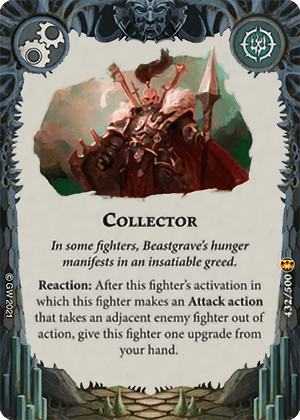 COLLECTOR
In some fighters, Beastgrave's hunger
manifests in an insatiable greed.
Reaction: After this fighter's activation in
which this fighter makes an Attack action
that takes an adjacent enemy fighter out of
action, give this fighter one upgrade from
your hand.
© GW 2021
432/500